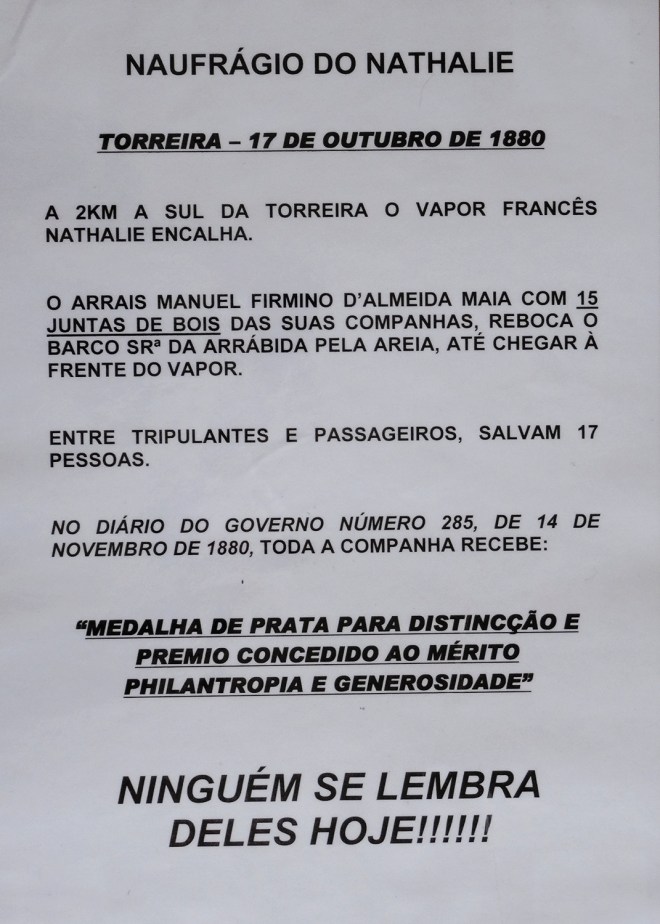 NAUFRÁGIO DO NATHALIE
TORREIRA – 17 DE OUTUBRO DE 1880
A 2KM A SUL DA TORREIRA O VAPOR FRANCÊS
NATHALIE ENCALHA.
O ARRAIS MANUEL FIRMINO D’ALMEIDA MAIA COM 15
JUNTAS DE BOIS DAS SUAS COMPANHAS, REBOCA O
BARCO SRª DA ARRÁBIDA PELA AREIA, ATÉ CHEGAR À
FRENTE DO VAPOR.
ENTRE TRIPULANTES E PASSAGEIROS, SALVAM 17
PESSOAS.
NO DIÁRIO DO GOVERNO NÚMERO 285, DE 14 DE
NOVEMBRO DE 1880, TODA A COMPANHA RECEBE:
“MEDALHA DE PRATA PARA DISTINCÇÃO E
PREMIO CONCEDIDO AO MÉRITO
PHILANTROPIA E GENEROSIDADE”
NINGUÉM SE LEMBRA
DELES HOJE!!!!!!